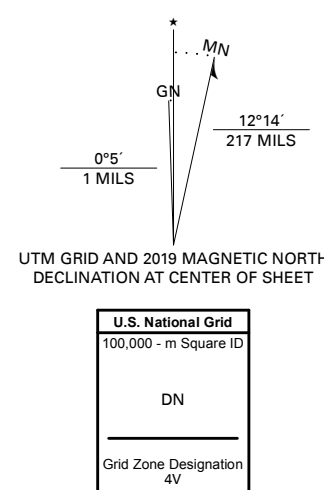 ★
MN
GN
12°14´
217 MILS
0°5´
1 MILS
UTM GRID AND 2019 MAGNETIC NORTH
DECLINATION AT CENTER OF SHEET
U.S. National Grid
100,000 - m Square ID
DN
Grid Zone Designation
4V